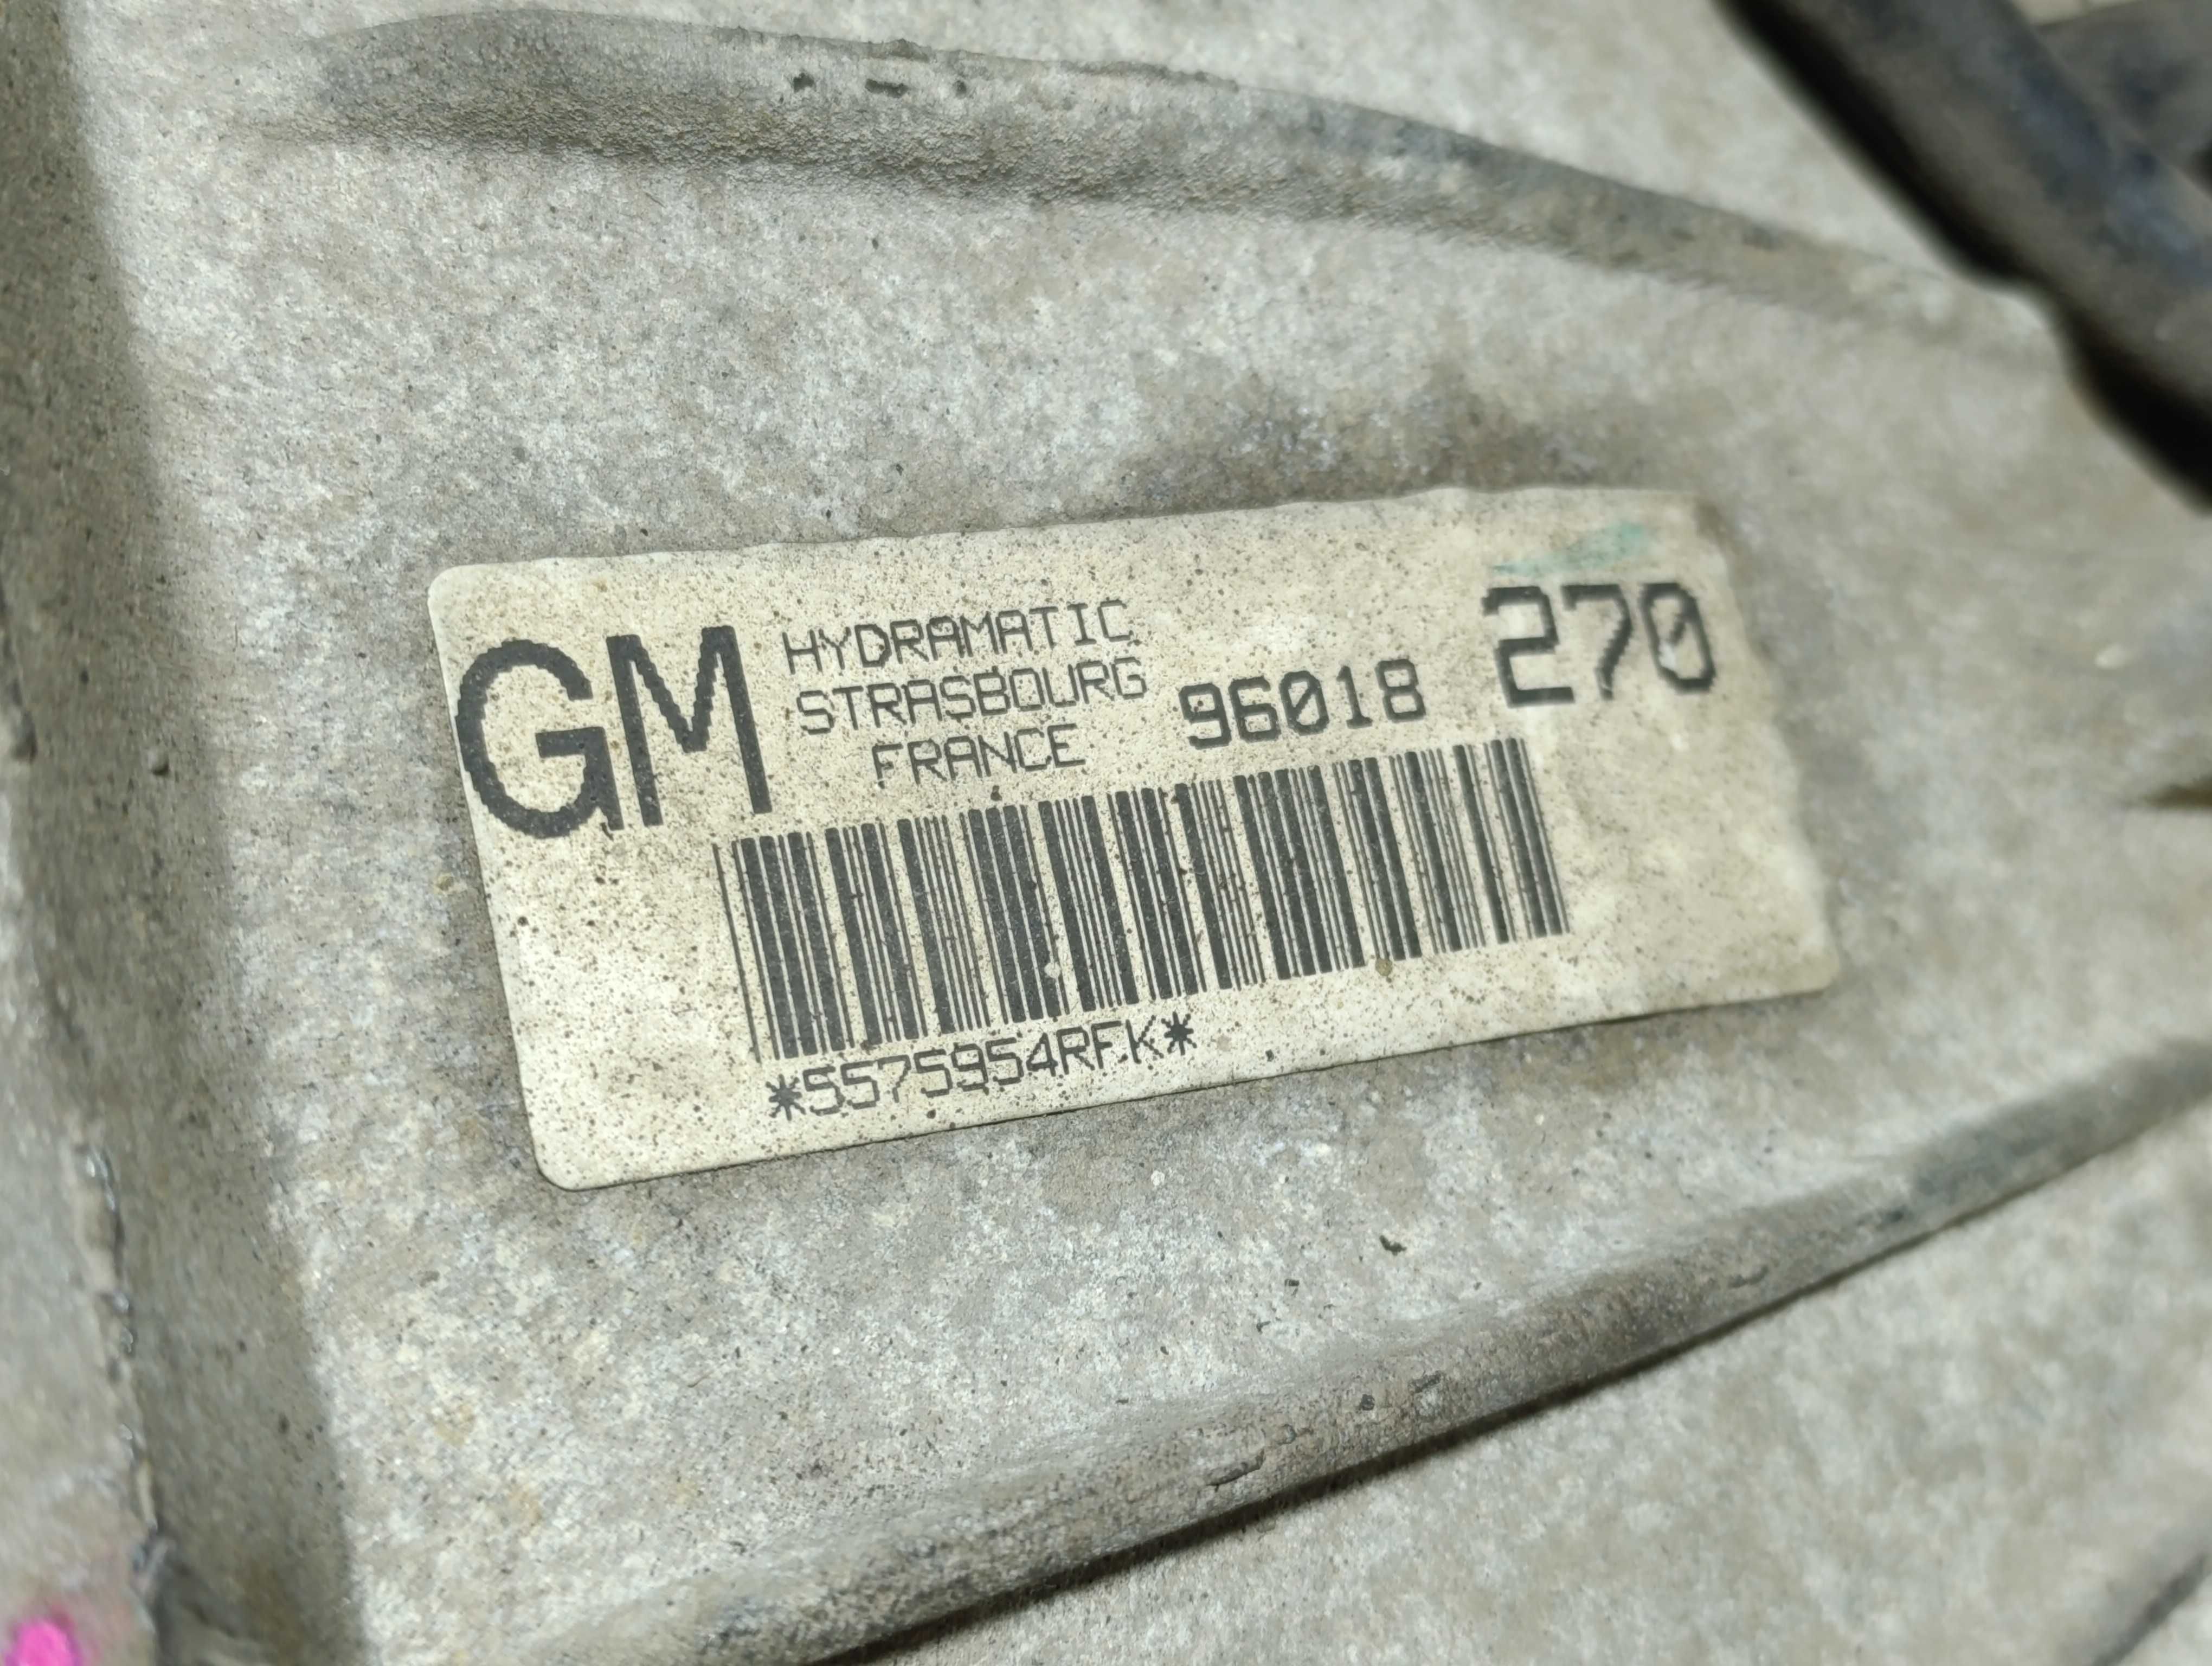 GM
HYDRAMATIC
STRASBOURG
FRANCE
96018
270
*5575954RFK*